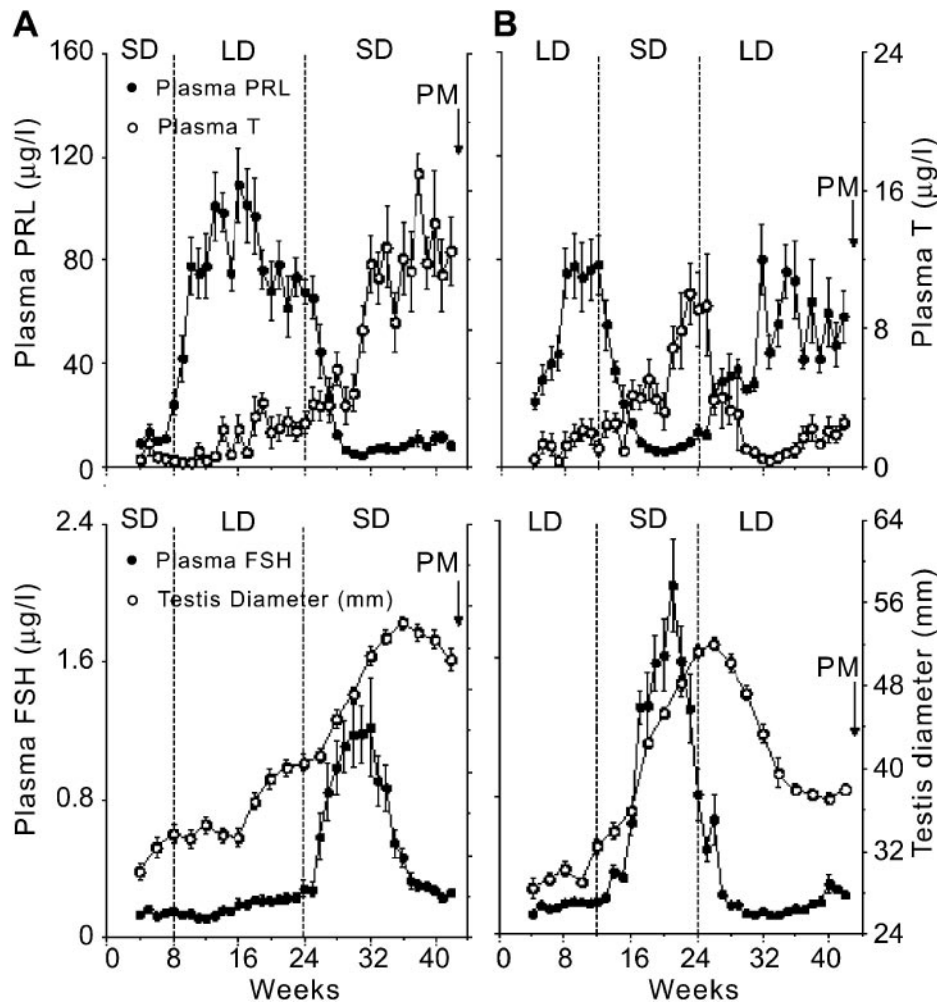 A
B
SD LD SD
LD SD LD
160
120
80
40
0
Plasma PRL (µg/l)
Plasma PRL
Plasma T
PM
PM
24
16
8
0
Plasma T (µg/l)
SD LD SD
LD SD LD
2.4
1.6
0.8
0
Plasma FSH (µg/l)
Plasma FSH
Testis Diameter (mm)
PM
PM
64
56
48
40
32
24
Testis diameter (mm)
0 8 16 24 32 40
0 8 16 24 32 40
Weeks
Weeks